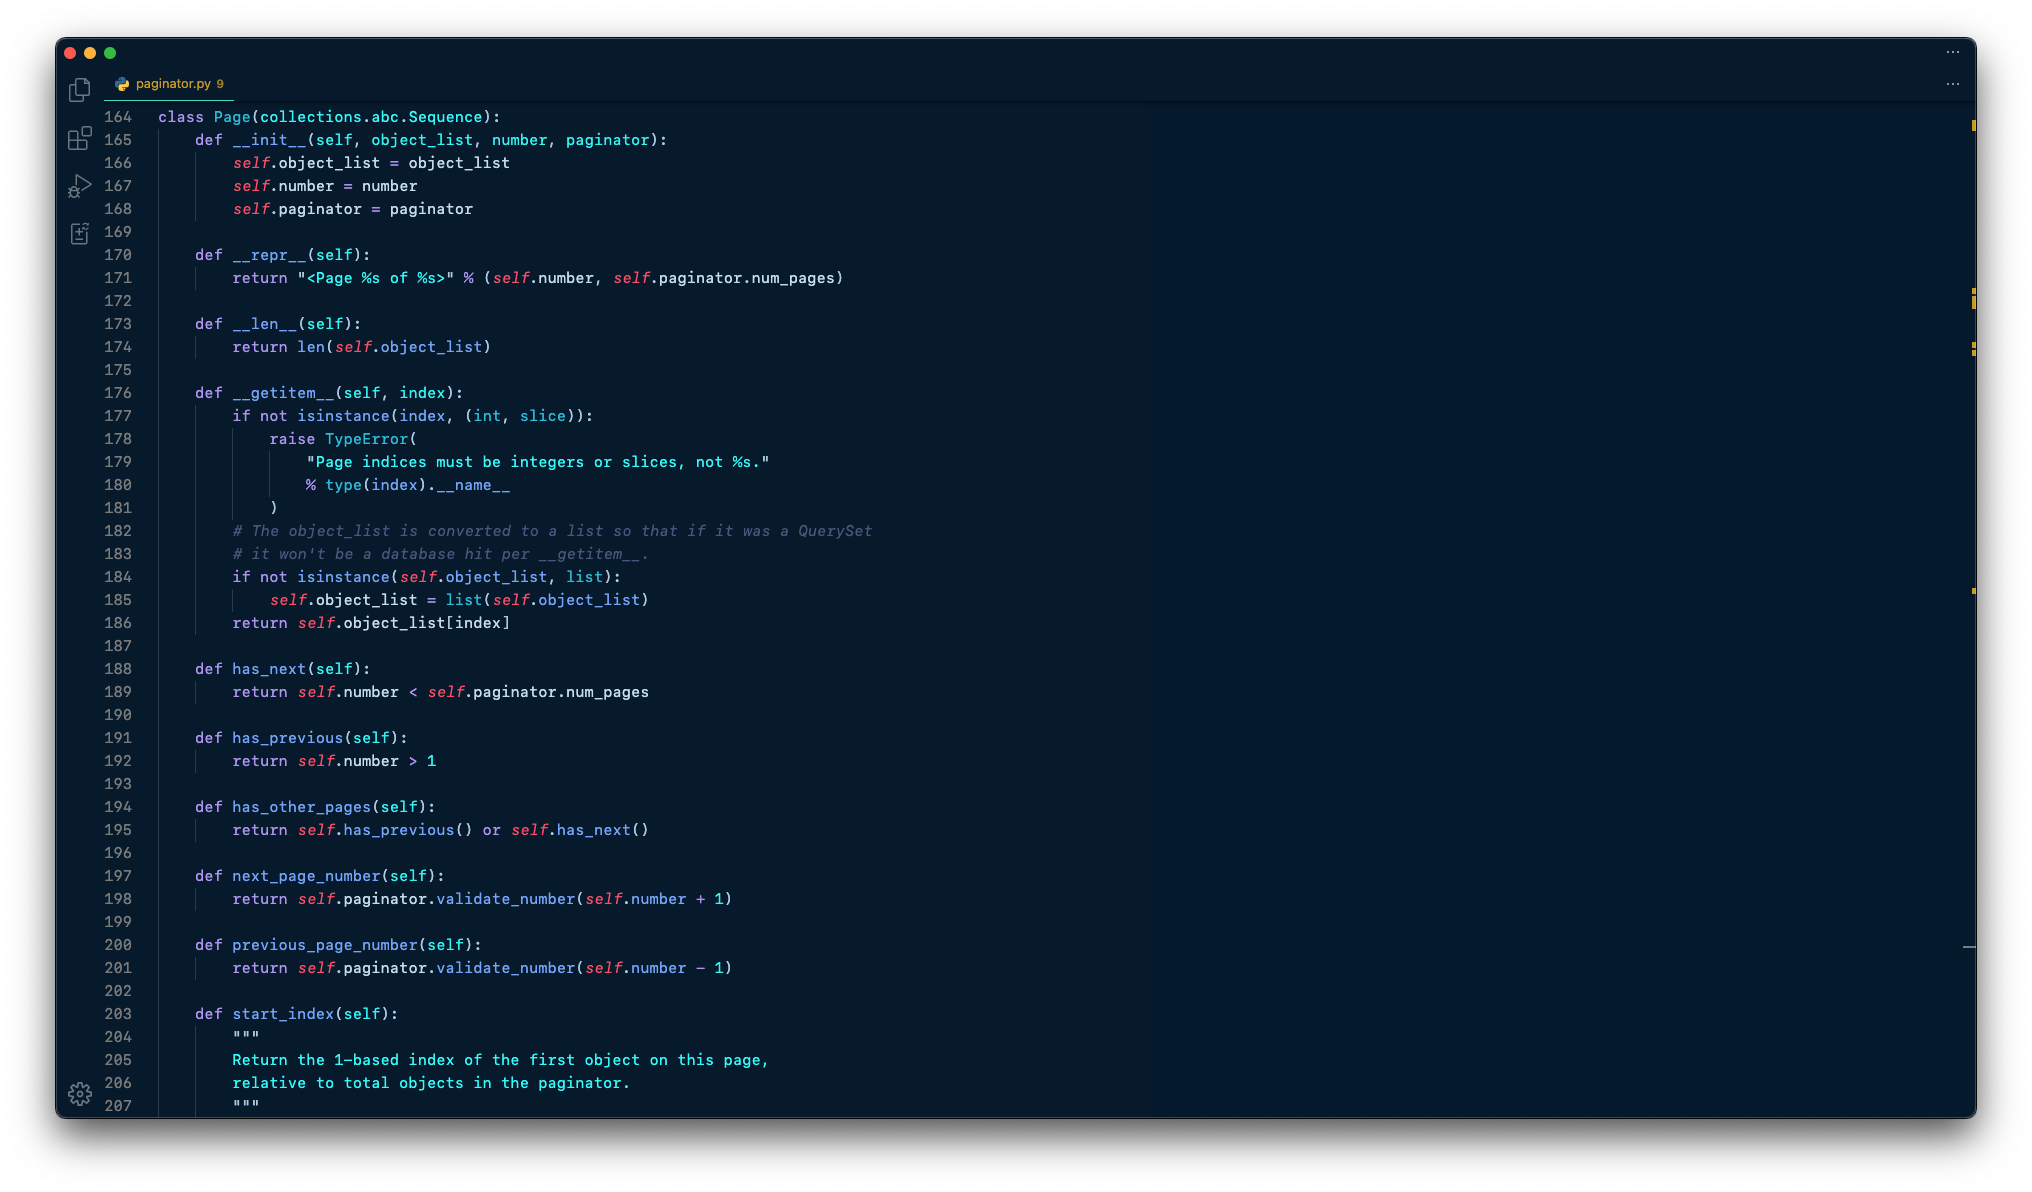 paginator.py 9
164 class Page(collections.abc.Sequence):
165     def __init__(self, object_list, number, paginator):
166         self.object_list = object_list
167         self.number = number
168         self.paginator = paginator
169
170     def __repr__(self):
171         return "<Page %s of %s>" % (self.number, self.paginator.num_pages)
172
173     def __len__(self):
174         return len(self.object_list)
175
176     def __getitem__(self, index):
177         if not isinstance(index, (int, slice)):
178             raise TypeError(
179                 "Page indices must be integers or slices, not %s."
180                 % type(index).__name__
181             )
182         # The object_list is converted to a list so that if it was a QuerySet
183         # it won't be a database hit per __getitem__.
184         if not isinstance(self.object_list, list):
185             self.object_list = list(self.object_list)
186         return self.object_list[index]
187
188     def has_next(self):
189         return self.number < self.paginator.num_pages
190
191     def has_previous(self):
192         return self.number > 1
193
194     def has_other_pages(self):
195         return self.has_previous() or self.has_next()
196
197     def next_page_number(self):
198         return self.paginator.validate_number(self.number + 1)
199
200     def previous_page_number(self):
201         return self.paginator.validate_number(self.number - 1)
202
203     def start_index(self):
204         """
205         Return the 1-based index of the first object on this page,
206         relative to total objects in the paginator.
207         """